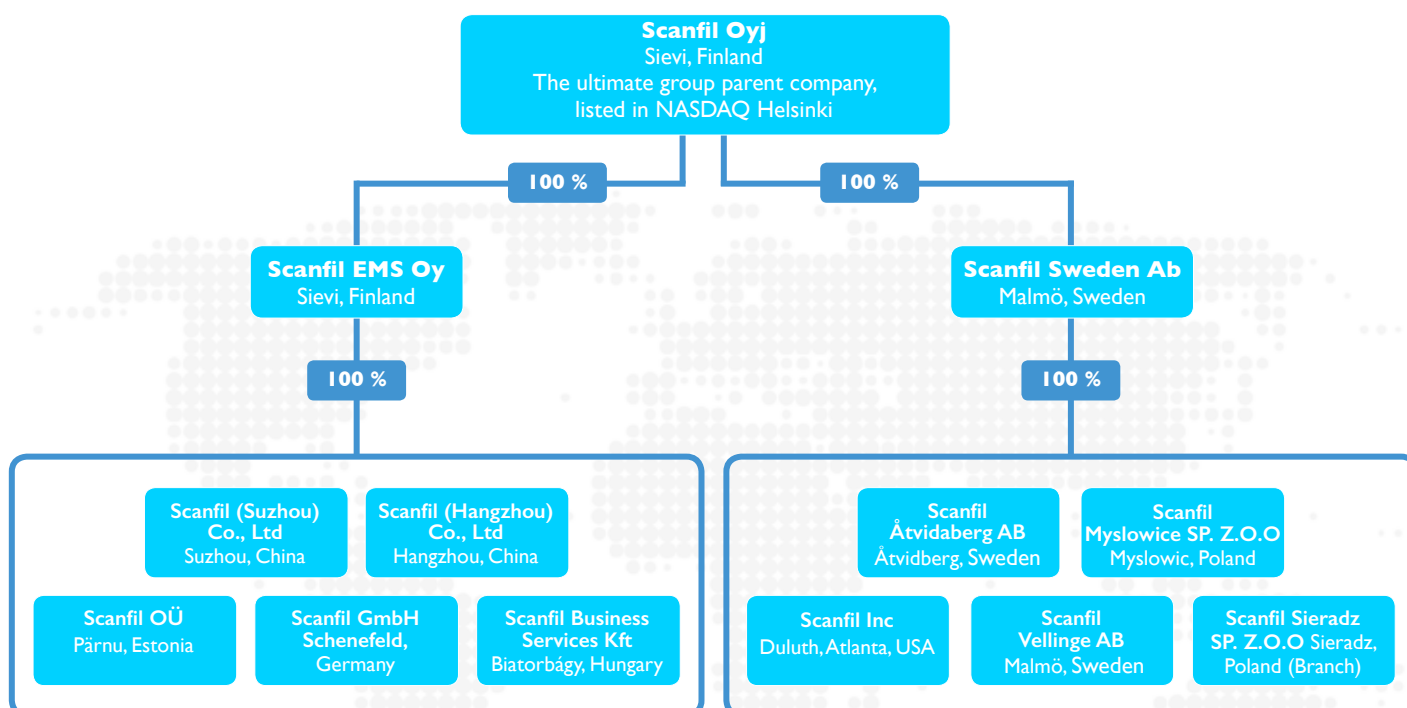 Scanfil Oyj
Sievi, Finland
The ultimate group parent company,
listed in NASDAQ Helsinki
100 %
100 %
Scanfil EMS Oy
Sievi, Finland
Scanfil Sweden Ab
Malmö, Sweden
100 %
100 %
Scanfil (Suzhou)
Co., Ltd
Suzhou, China
Scanfil (Hangzhou)
Co., Ltd
Hangzhou, China
Scanfil OÜ
Pärnu, Estonia
Scanfil GmbH
Schenefeld,
Germany
Scanfil Business
Services Kft
Biatorbágy, Hungary
Scanfil
Åtvidaberg AB
Åtvidberg, Sweden
Scanfil
Myslowice SP. Z.O.O
Myslowic, Poland
Scanfil Inc
Duluth, Atlanta, USA
Scanfil
Vellinge AB
Malmö, Sweden
Scanfil Sieradz
SP. Z.O.O Sieradz,
Poland (Branch)